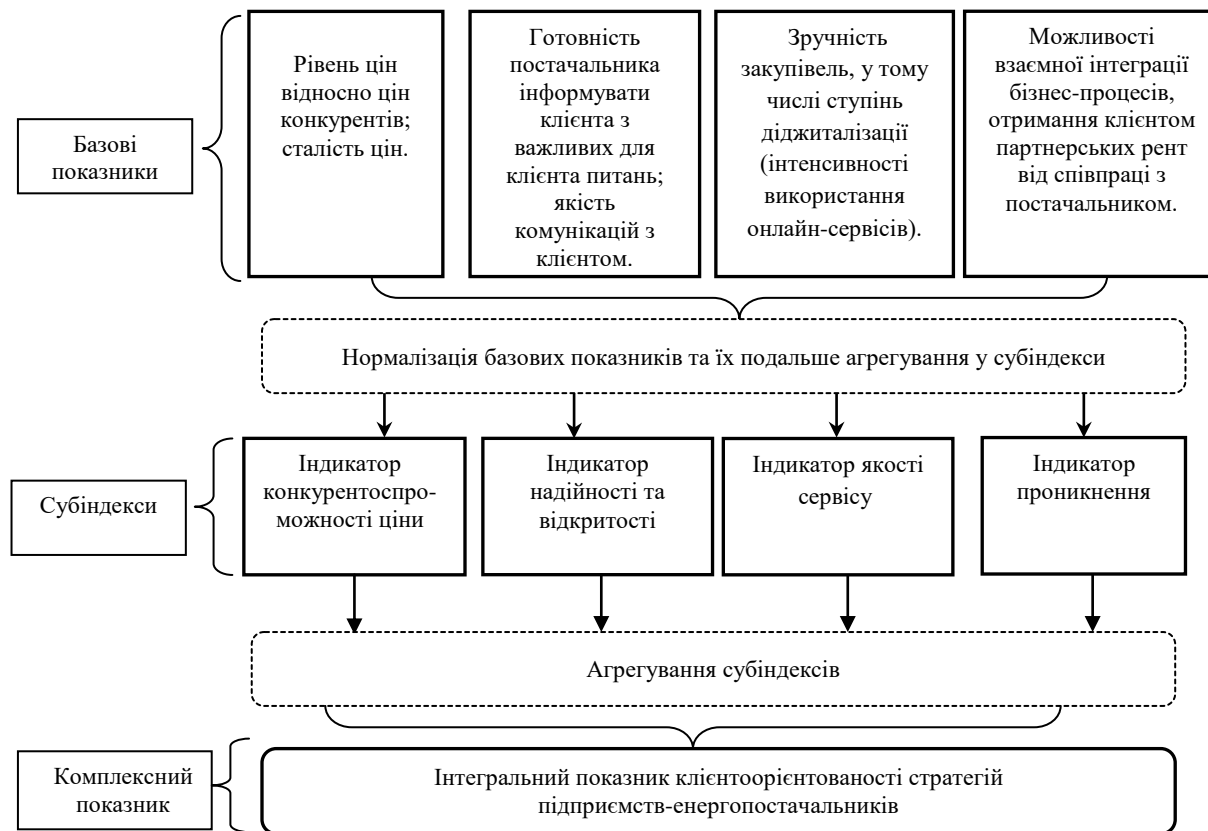 Базові
показники
Рівень цін
відносно цін
конкурентів;
сталість цін.
Готовність
постачальника
інформувати
клієнта з
важливих для
клієнта питань;
якість
комунікацій з
клієнтом.
Зручність
закупівель, у тому
числі ступінь
діджиталізації
(інтенсивності
використання
онлайн-сервісів).
Можливості
взаємної інтеграції
бізнес-процесів,
отримання клієнтом
партнерських рент
від співпраці з
постачальником.
Нормалізація базових показників та їх подальше агрегування у субіндекси
Субіндекси
Індикатор
конкурентоспро-
можності ціни
Індикатор
надійності та
відкритості
Індикатор якості
сервісу
Індикатор
проникнення
Агрегування субіндексів
Комплексний
показник
Інтегральний показник клієнтоорієнтованості стратегій
підприємств-енергопостачальників